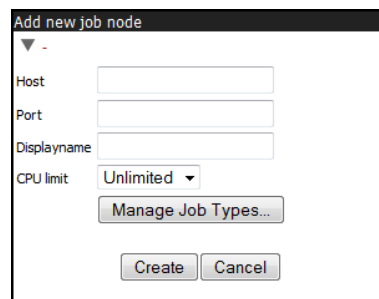 Add new job node
-
Host
Port
Displayname
CPU limit Unlimited
Manage Job Types...
Create Cancel